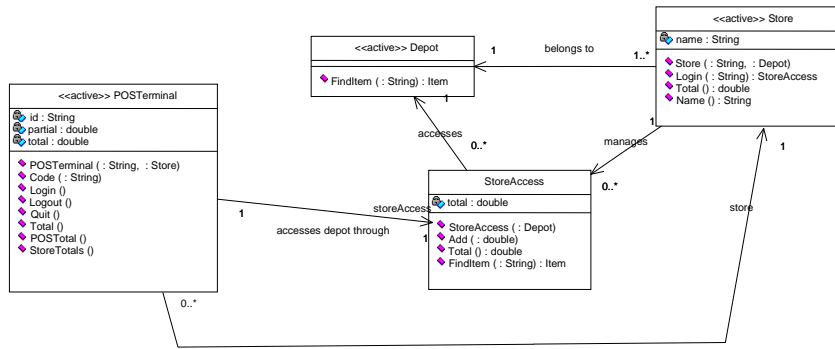 <<active>> Store
name : String
Store ( : String, : Depot)
Login ( : String) : StoreAccess
Total () : double
Name () : String
<<active>> Depot
FindItem ( : String) : Item
1
belongs to
1..*
<<active>> POSTerminal
id : String
partial : double
total : double
POSTerminal ( : String, : Store)
Code ( : String)
Login ()
Logout ()
Quit ()
Total ()
POSTotal ()
StoreTotals ()
1
accesses
0..*
1
manages
0..*
StoreAccess
total : double
StoreAccess ( : Depot)
Add ( : double)
Total () : double
FindItem ( : String) : Item
1
accesses depot through
storeAccess
1
0..*
store
1